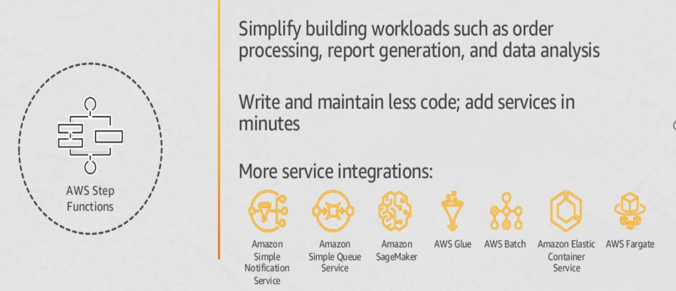 Simplify building workloads such as order
processing, report generation, and data analysis
Write and maintain less code; add services in
minutes
More service integrations:
AWS Step
Functions
Amazon
Simple
Notification
Service
Amazon
Simple Queue
Service
Amazon
SageMaker
AWS Glue
AWS Batch
Amazon Elastic
Container
Service
AWS Fargate